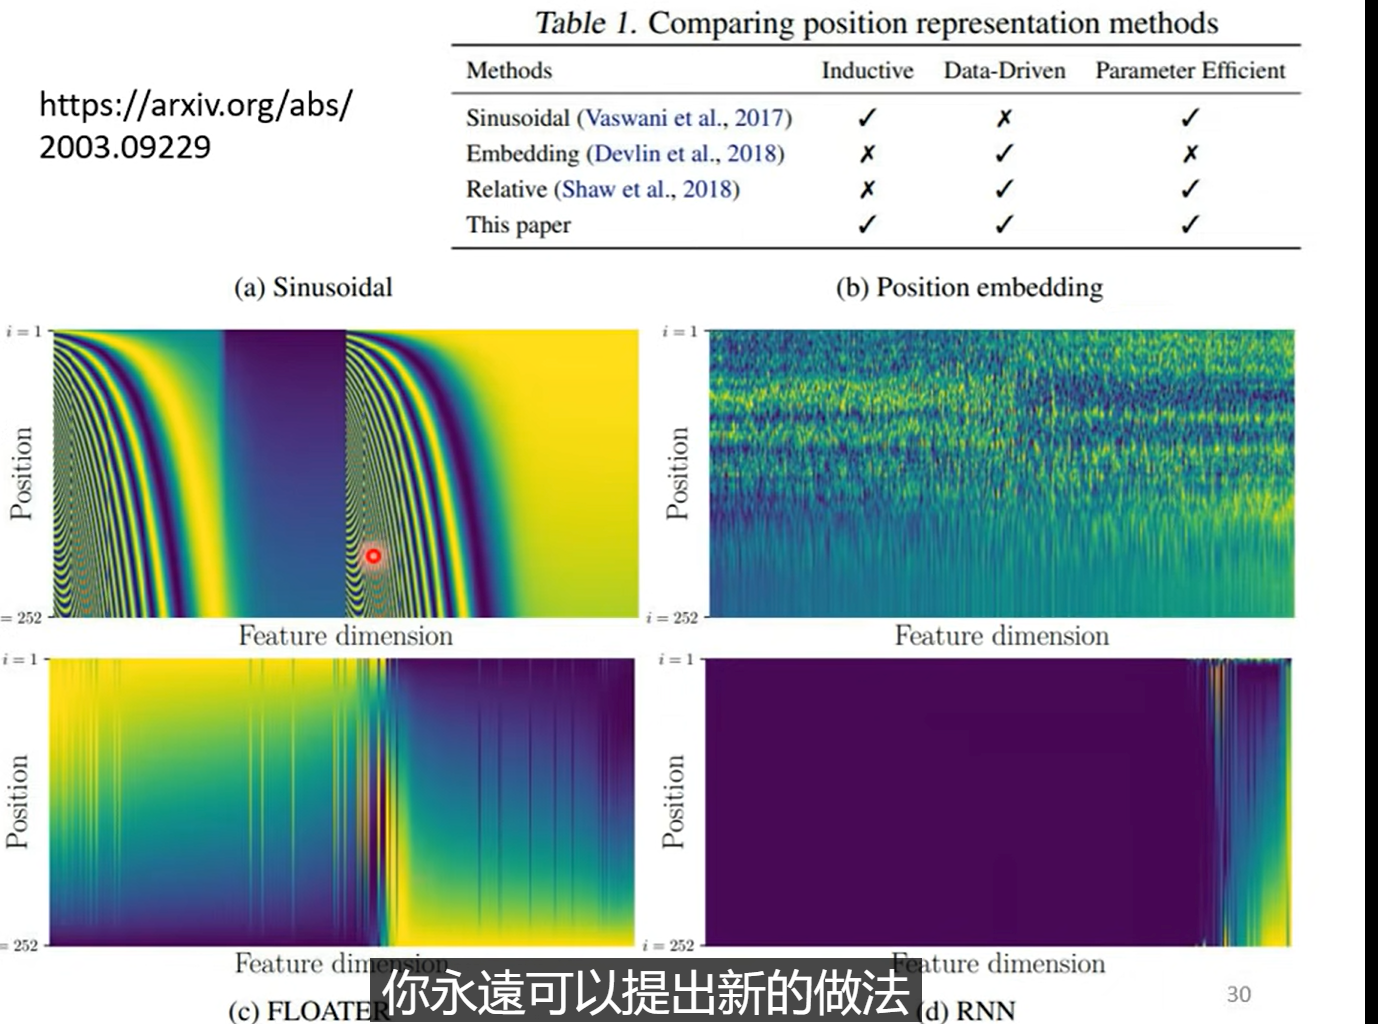 Table 1. Comparing position representation methods
https://arxiv.org/abs/
2003.09229
Methods Inductive Data-Driven Parameter Efficient
Sinusoidal (Vaswani et al., 2017) ✓ ✗ ✓
Embedding (Devlin et al., 2018) ✗ ✓ ✗
Relative (Shaw et al., 2018) ✗ ✓ ✓
This paper ✓ ✓ ✓
(a) Sinusoidal
(b) Position embedding
i = 1
Position
= 252
Feature dimension
i = 1
Position
i = 252
Feature dimension
i = 1
Position
= 252
Feature dimension
i = 1
Position
i = 252
Feature dimension
(c) FLOATER
(d) RNN
你永遠可以提出新的做法
30